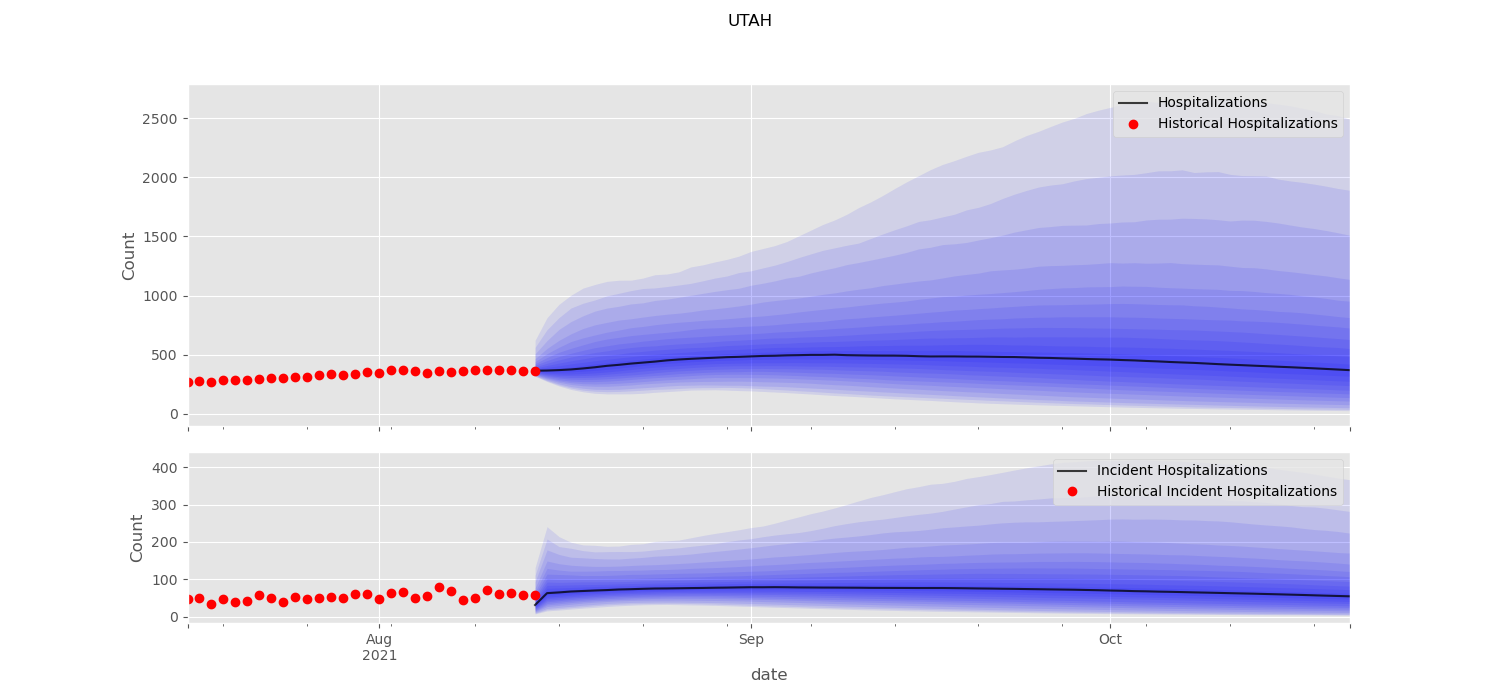 UTAH
Count
2500
2000
1500
1000
500
0
Hospitalizations
Historical Hospitalizations
Count
400
300
200
100
0
Incident Hospitalizations
Historical Incident Hospitalizations
Aug
2021
Sep
Oct
date